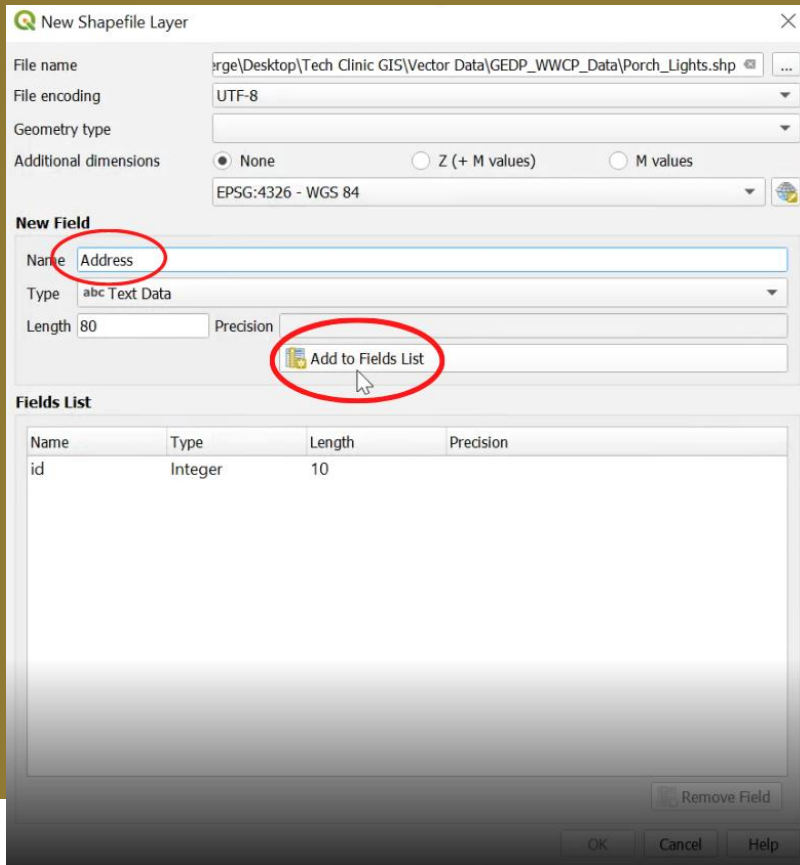 New Shapefile Layer
File name erge\Desktop\Tech Clinic GIS\Vector Data\GEDP_WWCP_Data\Porch_Lights.shp ...
File encoding UTF-8
Geometry type
Additional dimensions None Z (+ M values) M values
EPSG:4326 - WGS 84
New Field
Name Address
Type abc Text Data
Length 80 Precision
Add to Fields List
Fields List
Name Type Length Precision
id Integer 10
Remove Field
OK Cancel Help